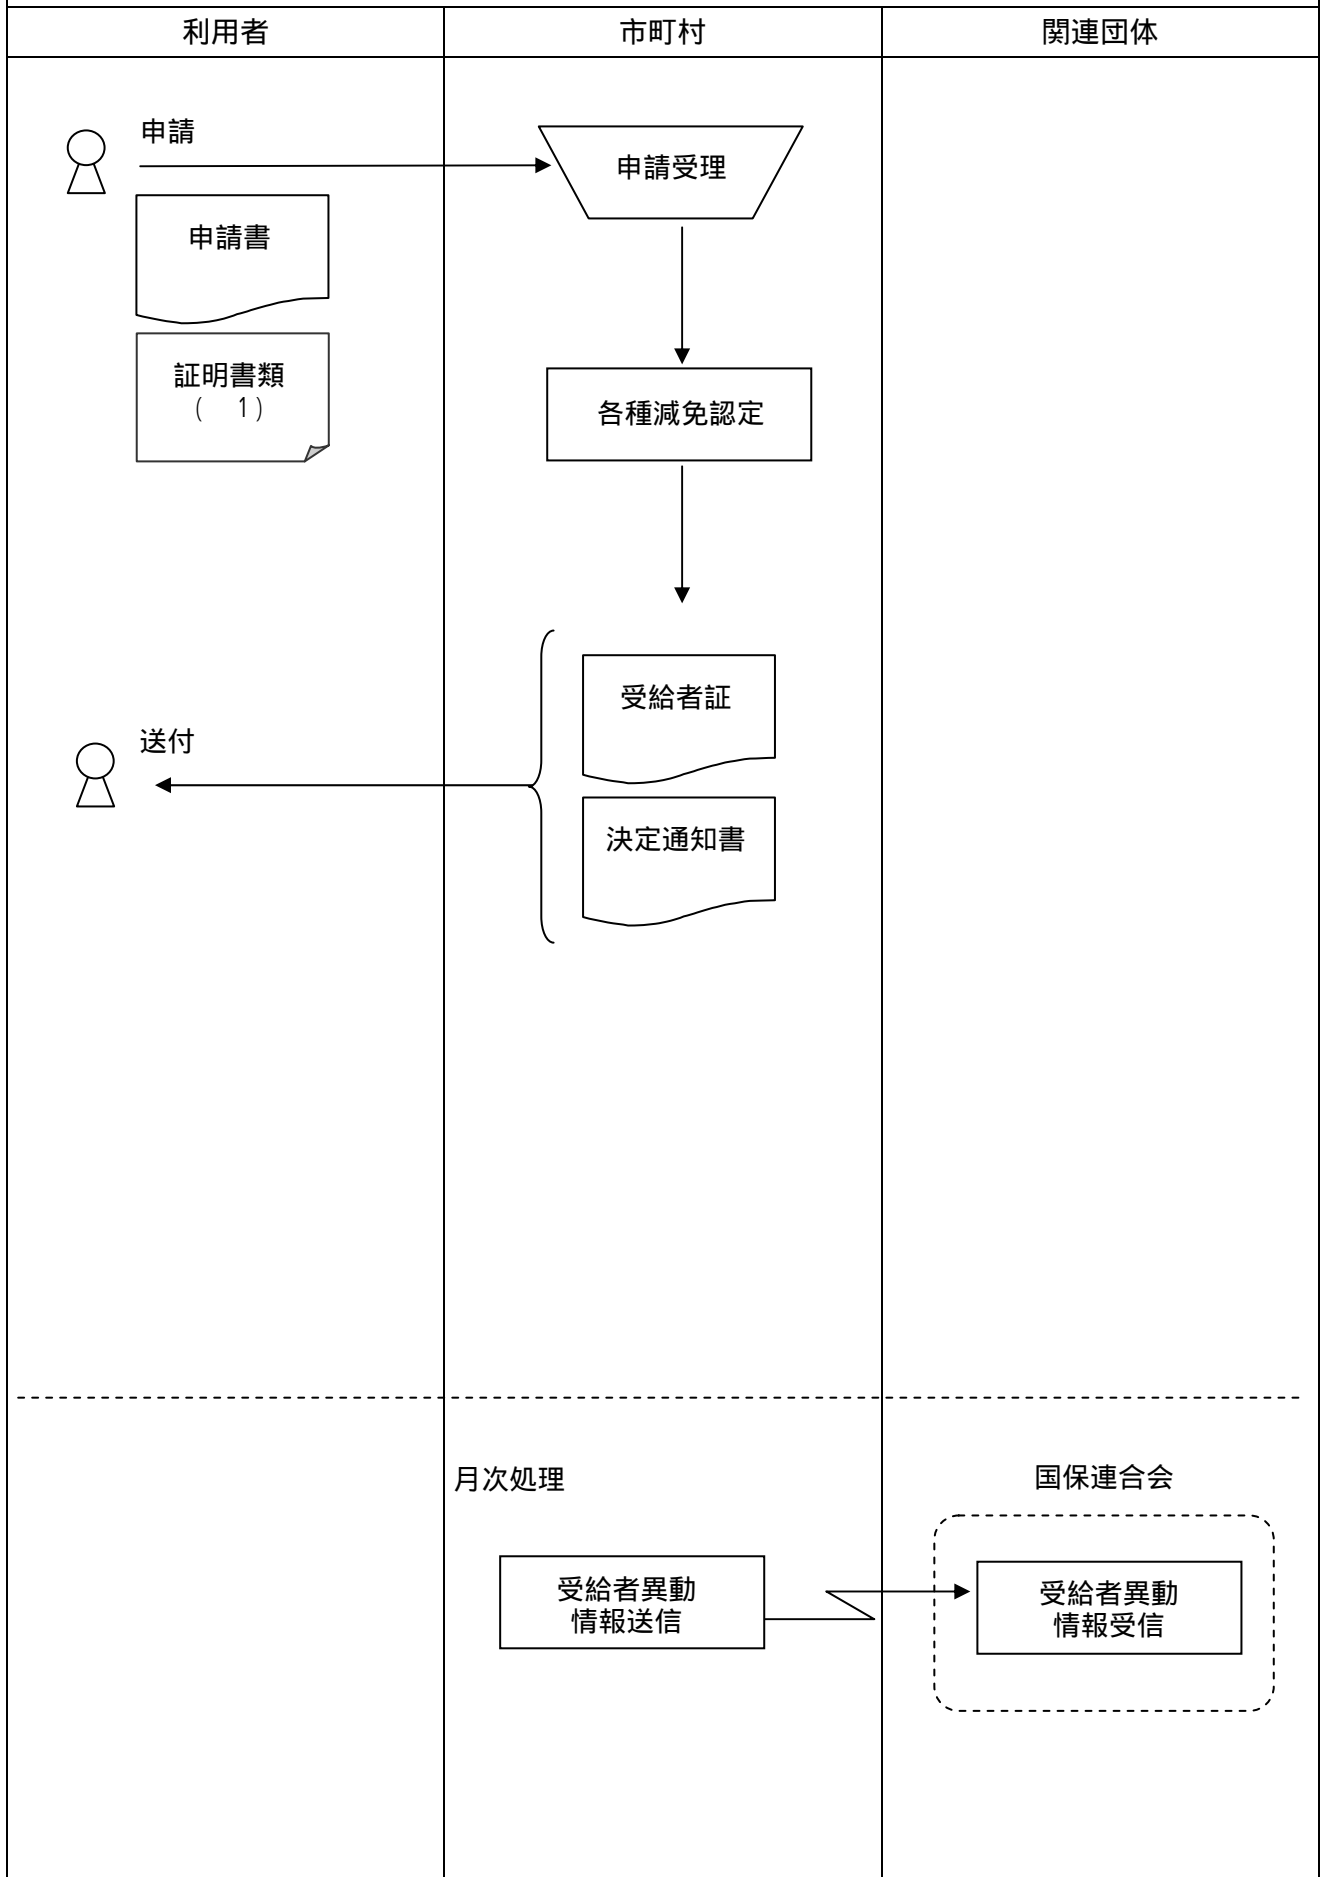 利用者
市町村
関連団体
申請
申請受理
申請書
証明書類
( 1)
各種減免認定
受給者証
送付
決定通知書
月次処理
国保連合会
受給者異動
情報送信
受給者異動
情報受信